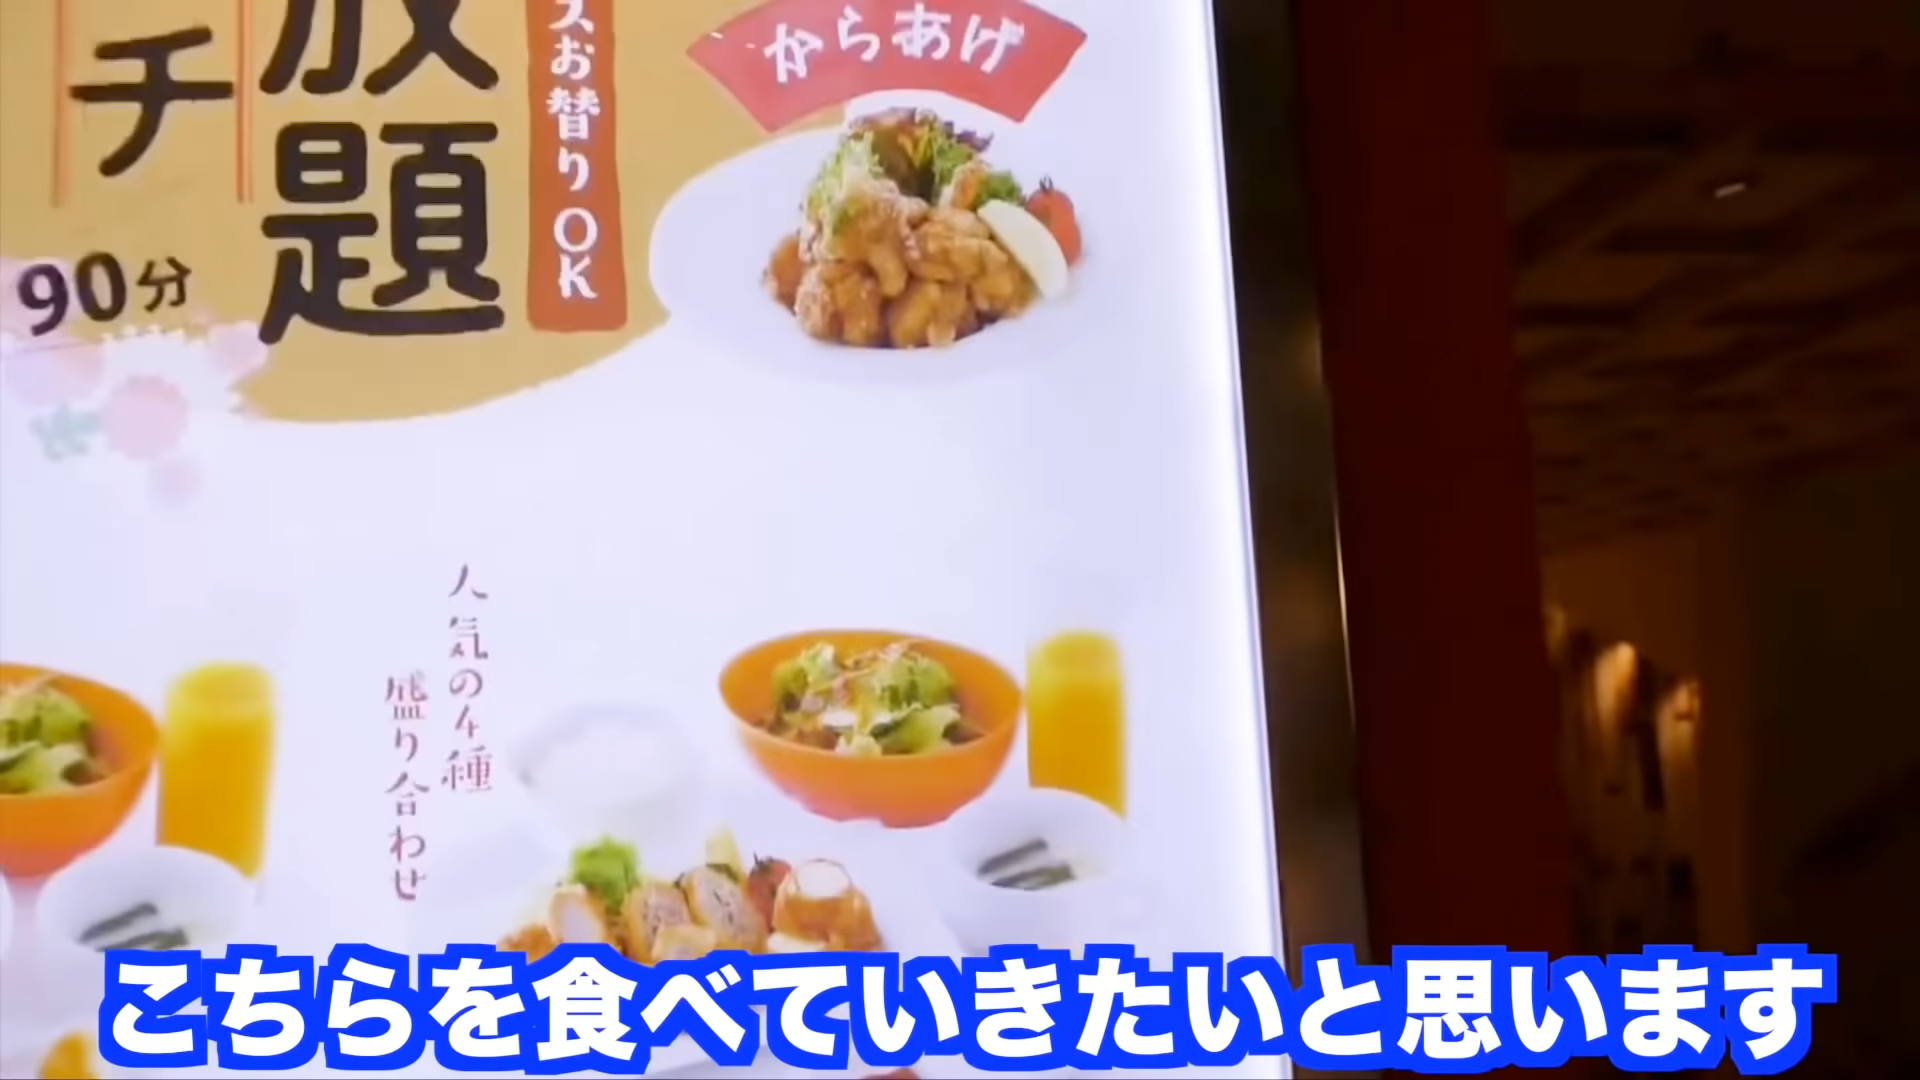 チ
放題
90分
スお替りOK
からあげ
人気の4種
盛り合わせ
こちらを食べていきたいと思います